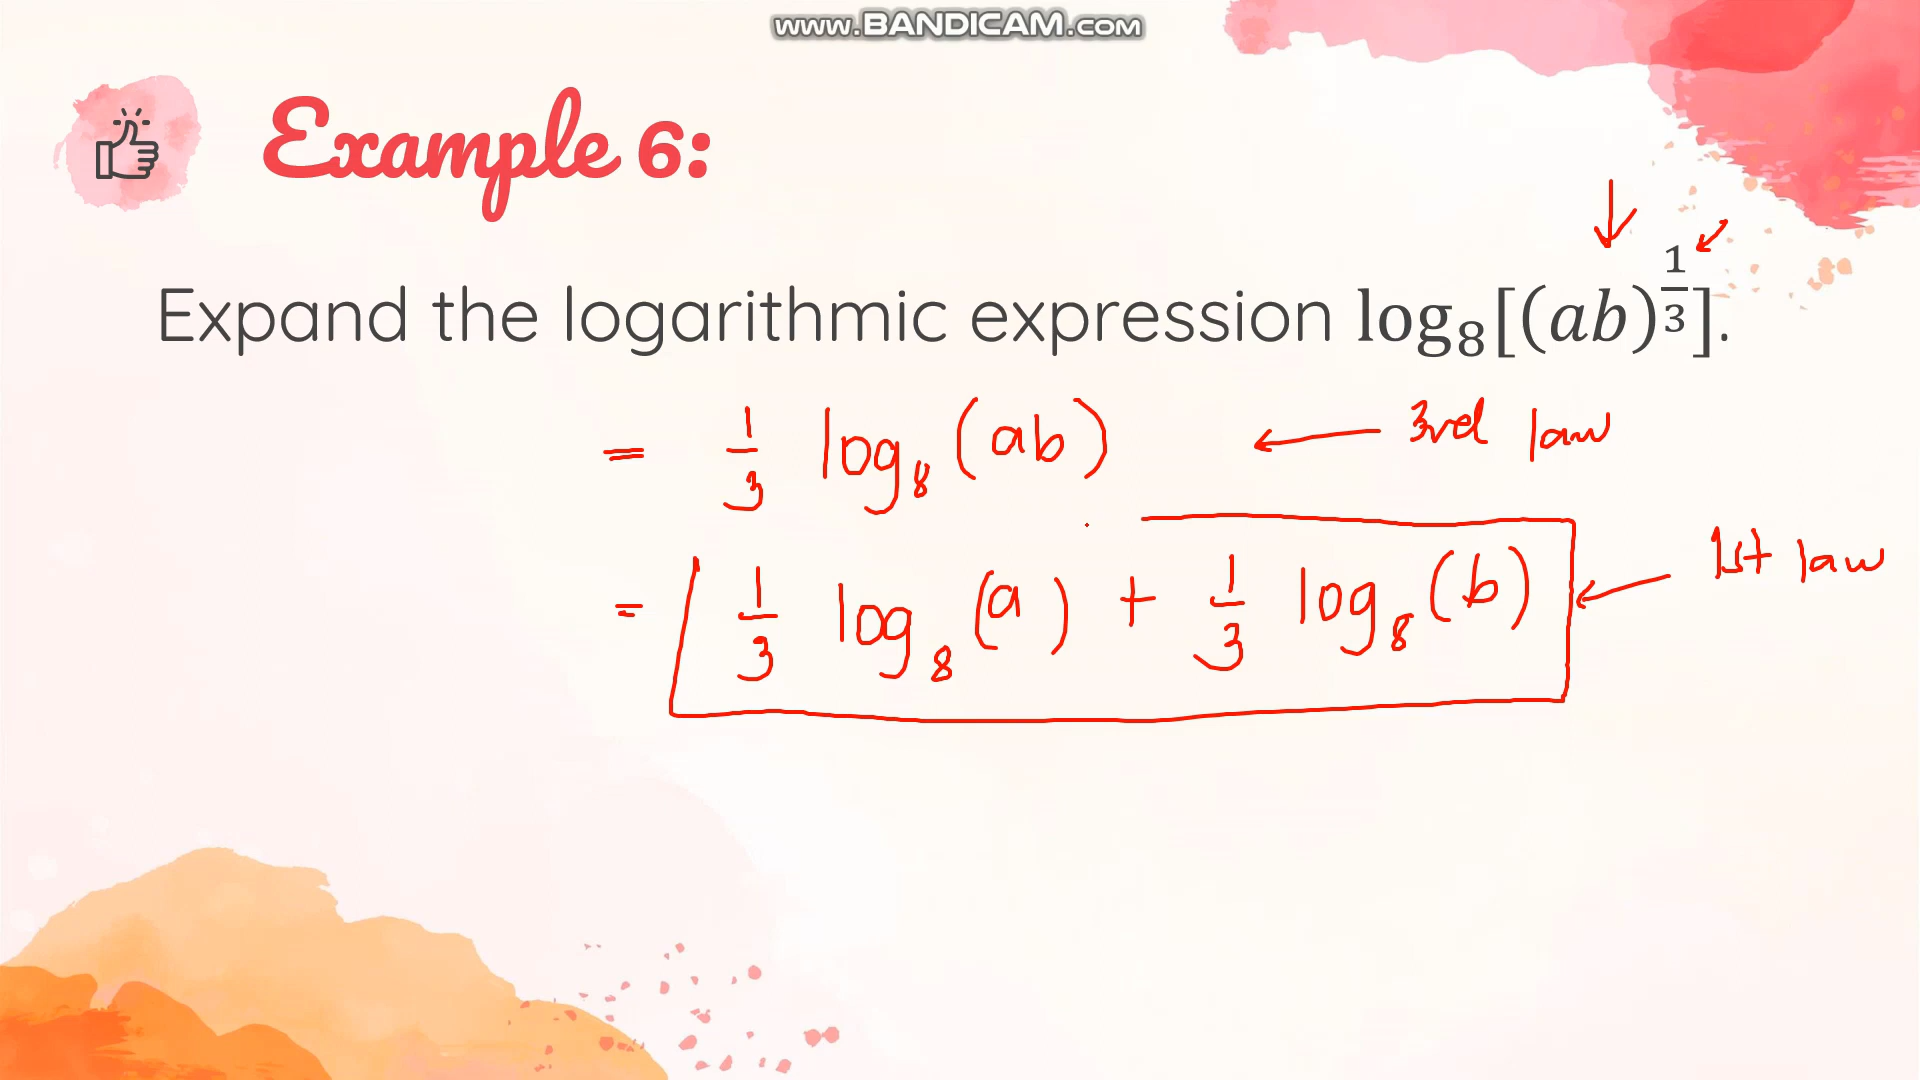 www.BANDICAM.com
Example 6:
Expand the logarithmic expression log₈[(ab)^(1/3)].
= 1/3 log₈(ab) ← 3rd law
= 1/3 log₈(a) + 1/3 log₈(b) ← 1st law